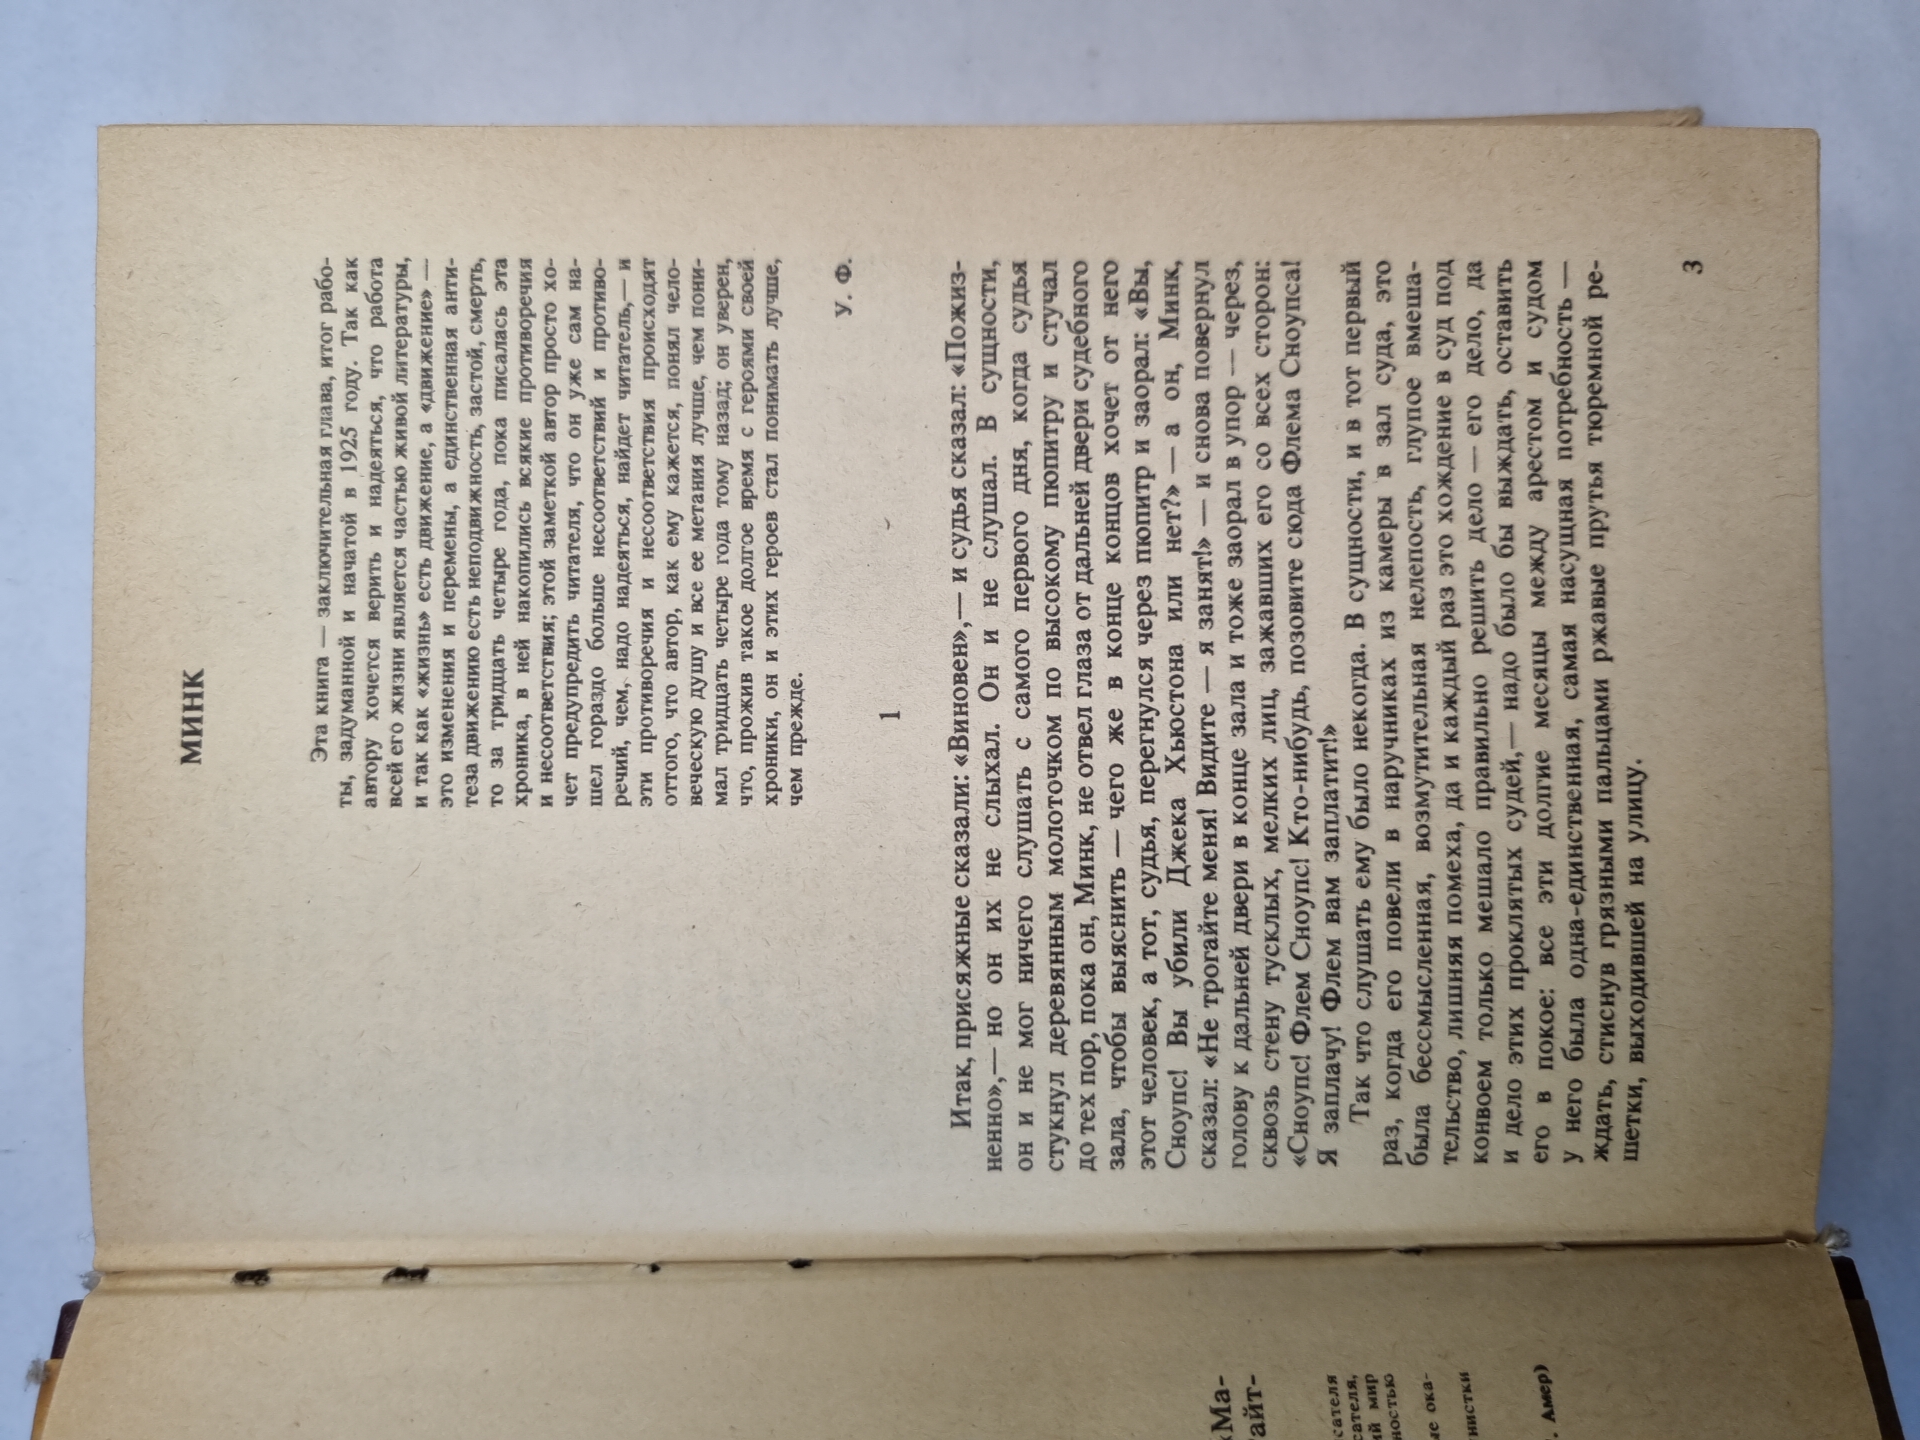 МИНК
Эта книга — заключительная глава, итог рабо-
ты, задуманной и начатой в 1925 году. Так как
автору хочется верить и надеяться, что работа
всей его жизни является частью живой литературы,
и так как «жизнь» есть движение, а «движение» —
это изменения и перемены, а единственная анти-
теза движению есть неподвижность, застой, смерть,
то за тридцать четыре года, пока писалась эта
хроника, в ней накопились всякие противоречия
и несоответствия; этой заметкой автор просто хо-
чет предупредить читателя, что он уже сам на-
шел гораздо больше несоответствий и противо-
речий, чем, надо надеяться, найдет читатель,— и
эти противоречия и несоответствия происходят
оттого, что автор, как ему кажется, понял чело-
веческую душу и все ее метания лучше, чем пони-
мал тридцать четыре года тому назад; он уверен,
что, прожив такое долгое время с героями своей
хроники, он и этих героев стал понимать лучше,
чем прежде.
У. Ф.
1
Итак, присяжные сказали: «Виновен»,— и судья сказал: «Пожиз-
ненно»,— но он их не слыхал. Он и не слушал. В сущности,
он и не мог ничего слушать с самого первого дня, когда судья
стукнул деревянным молоточком по высокому пюпитру и стучал
до тех пор, пока он, Минк, не отвел глаза от дальней двери судебного
зала, чтобы выяснить — чего же в конце концов хочет от него
этот человек, а тот, судья, перегнулся через пюпитр и заорал: «Вы,
Сноупс! Вы убили Джека Хьюстона или нет?» — а он, Минк,
сказал: «Не трогайте меня! Видите — я занят!» — и снова повернул
голову к дальней двери в конце зала и тоже заорал в упор — через,
сквозь стену тусклых, мелких лиц, зажавших его со всех сторон:
«Сноупс! Флем Сноупс! Кто-нибудь, позовите сюда Флема Сноупса!
Я заплачу! Флем вам заплатит!»
Так что слушать ему было некогда. В сущности, и в тот первый
раз, когда его повели в наручниках из камеры в зал суда, это
была бессмысленная, возмутительная нелепость, глупое вмеша-
тельство, лишняя помеха, да и каждый раз это хождение в суд под
конвоем только мешало правильно решить дело — его дело, да
и дело этих проклятых судей,— надо было бы выждать, оставить
его в покое: все эти долгие месяцы между арестом и судом
у него была одна-единственная, самая насущная потребность —
ждать, стиснув грязными пальцами ржавые прутья тюремной ре-
шетки, выходившей на улицу.
3
«Ма-
айт-
сателя
сателя,
ий мир
ностью
ые ока-
нистки
. Амер)